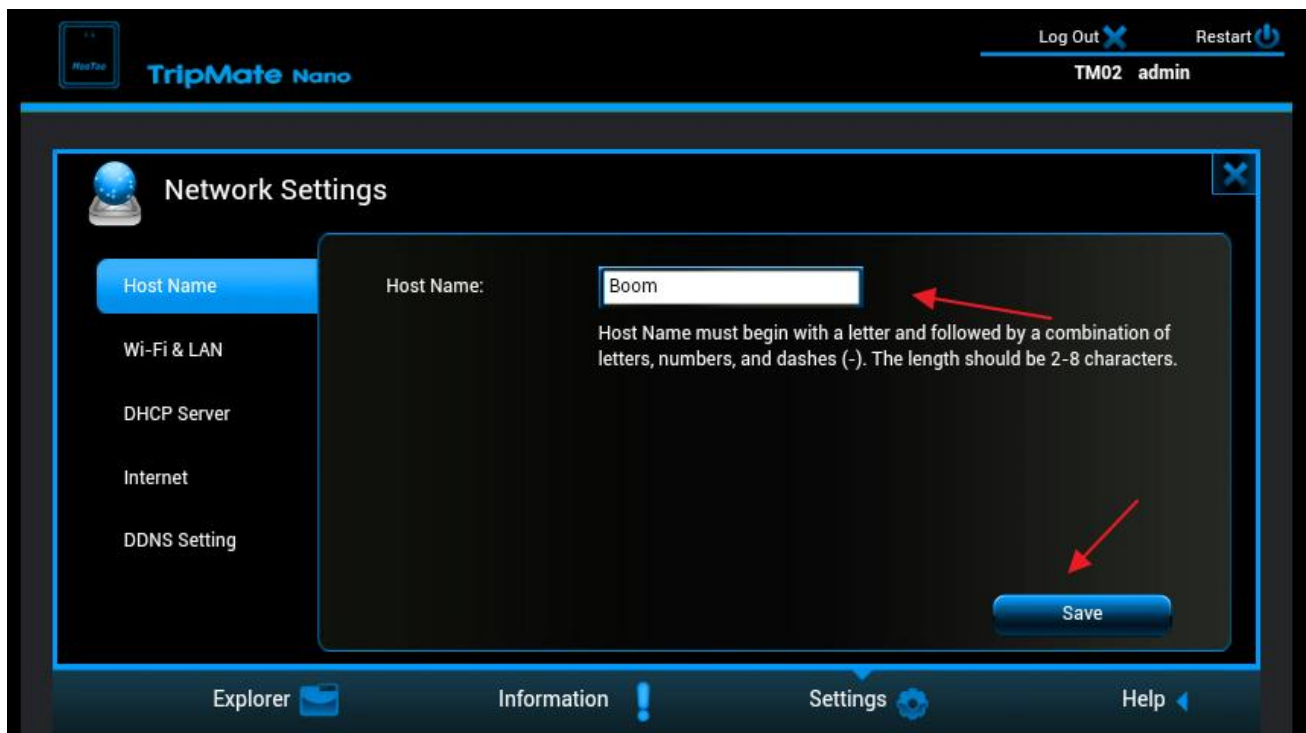 Log Out
Restart
HooToo
TripMate Nano
TM02 admin
Network Settings
Host Name
Host Name:
Boom
Host Name must begin with a letter and followed by a combination of
letters, numbers, and dashes (-). The length should be 2-8 characters.
Wi-Fi & LAN
DHCP Server
Internet
DDNS Setting
Save
Explorer
Information
Settings
Help